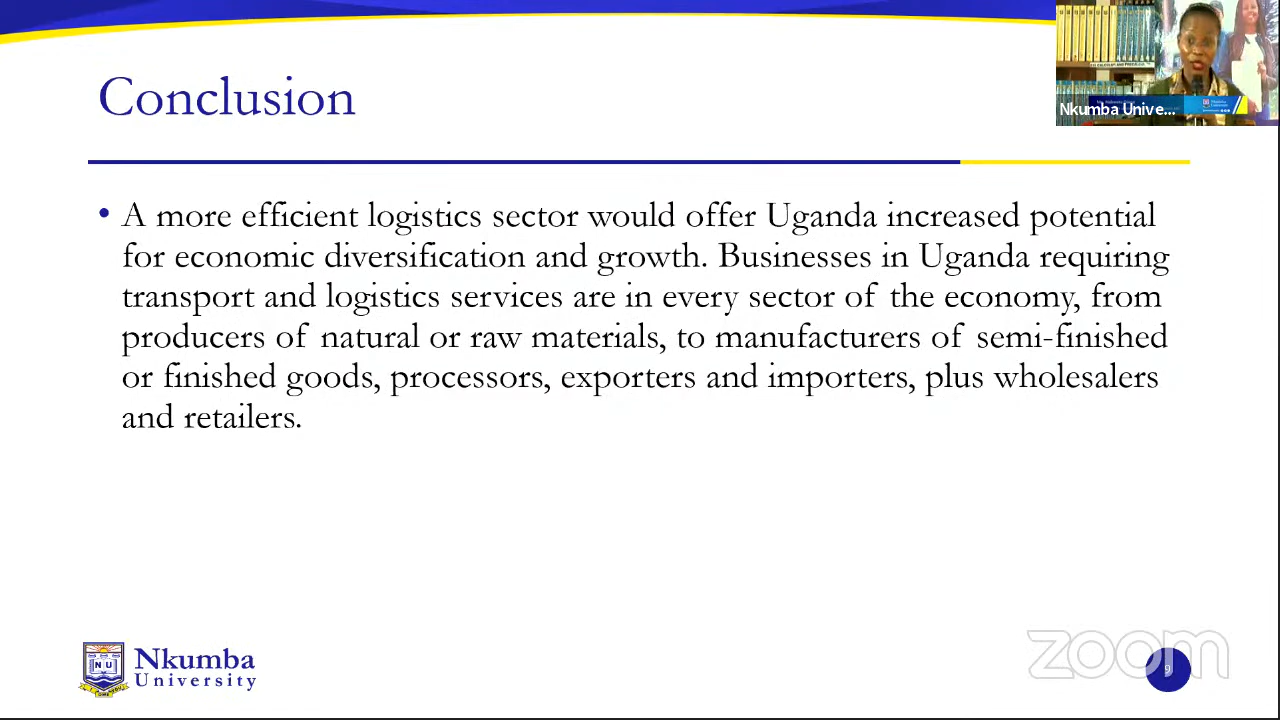 Conclusion
Nkumba Unive...
• A more efficient logistics sector would offer Uganda increased potential
for economic diversification and growth. Businesses in Uganda requiring
transport and logistics services are in every sector of the economy, from
producers of natural or raw materials, to manufacturers of semi-finished
or finished goods, processors, exporters and importers, plus wholesalers
and retailers.
N U
Nkumba
University
zoom
9